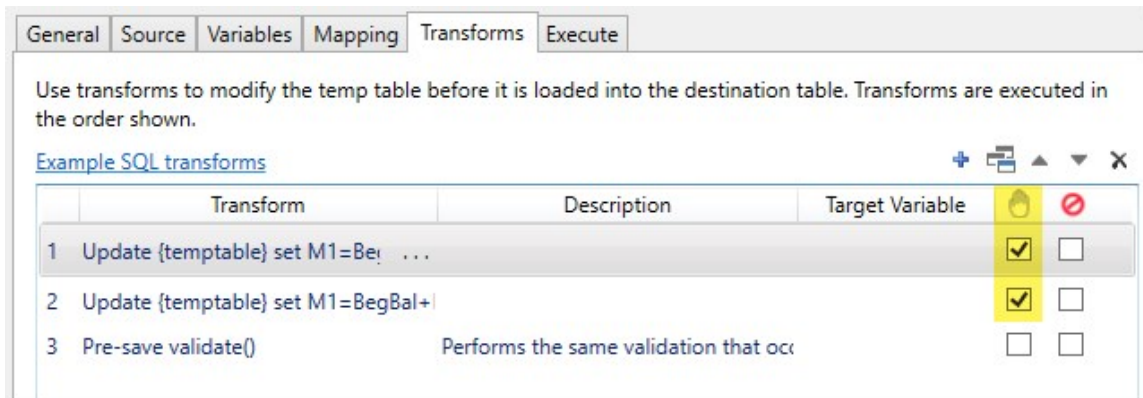 General Source Variables Mapping Transforms Execute
Use transforms to modify the temp table before it is loaded into the destination table. Transforms are executed in
the order shown.
Example SQL transforms
Transform Description Target Variable
1 Update {temptable} set M1=Be ...
2 Update {temptable} set M1=BegBal+
3 Pre-save validate() Performs the same validation that occ